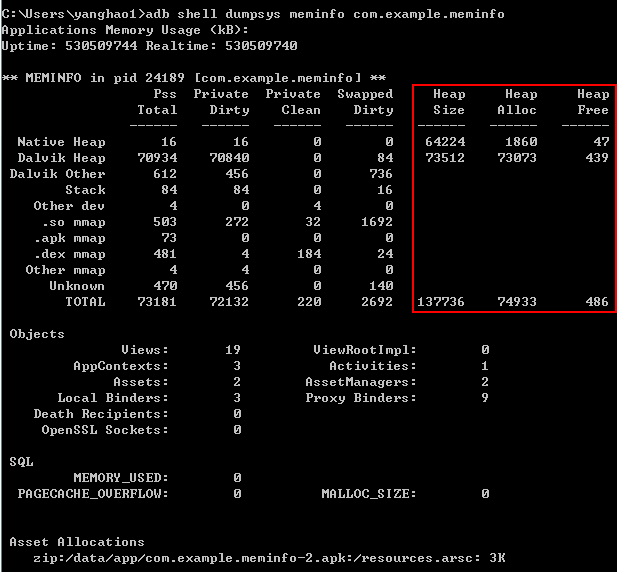 C:\Users\yanghao1>adb shell dumpsys meminfo com.example.meminfo
Applications Memory Usage (kB):
Uptime: 530509744 Realtime: 530509740
** MEMINFO in pid 24189 [com.example.meminfo] **
Pss Private Private Swapped Heap Heap Heap
Total Dirty Clean Dirty Size Alloc Free
------ ------ ------ ------ ------ ------ ------
Native Heap 16 16 0 0 64224 1860 47
Dalvik Heap 70934 70840 0 84 73512 73073 439
Dalvik Other 612 456 0 736
Stack 84 84 0 16
Other dev 4 0 4 0
.so mmap 503 272 32 1692
.apk mmap 73 0 0 0
.dex mmap 481 4 184 24
Other mmap 4 4 0 0
Unknown 470 456 0 140
TOTAL 73181 72132 220 2692 137736 74933 486
Objects
Views: 19 ViewRootImpl: 0
AppContexts: 3 Activities: 1
Assets: 2 AssetManagers: 2
Local Binders: 3 Proxy Binders: 9
Death Recipients: 0
OpenSSL Sockets: 0
SQL
MEMORY_USED: 0
PAGECACHE_OVERFLOW: 0 MALLOC_SIZE: 0
Asset Allocations
zip:/data/app/com.example.meminfo-2.apk:/resources.arsc: 3K